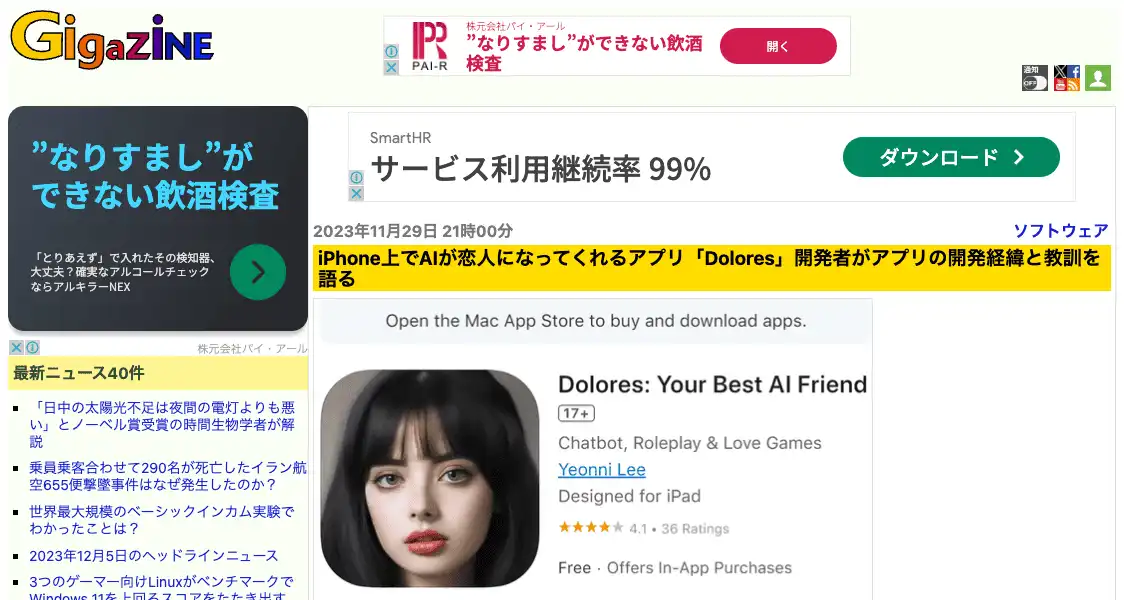 GigaZiNE
株式会社パイ・アール
”なりすまし”ができない飲酒
検査
開く
PAI-R
通知
OFF
”なりすまし”が
できない飲酒検査
「とりあえず」で入れたその検知器、
大丈夫？確実なアルコールチェック
ならアルキラーNEX
株式会社パイ・アール
SmartHR
サービス利用継続率 99%
ダウンロード
2023年11月29日 21時00分
ソフトウェア
iPhone上でAIが恋人になってくれるアプリ「Dolores」開発者がアプリの開発経緯と教訓を
語る
Open the Mac App Store to buy and download apps.
Dolores: Your Best AI Friend
17+
Chatbot, Roleplay & Love Games
Yeonni Lee
Designed for iPad
4.1 • 36 Ratings
Free · Offers In-App Purchases
最新ニュース40件
「日中の太陽光不足は夜間の電灯よりも悪
い」とノーベル賞受賞の時間生物学者が解
説
乗員乗客合わせて290名が死亡したイラン航
空655便撃墜事件はなぜ発生したのか？
世界最大規模のベーシックインカム実験で
わかったことは？
2023年12月5日のヘッドラインニュース
3つのゲーマー向けLinuxがベンチマークで
Windows 11を上回るスコアをたたき出す